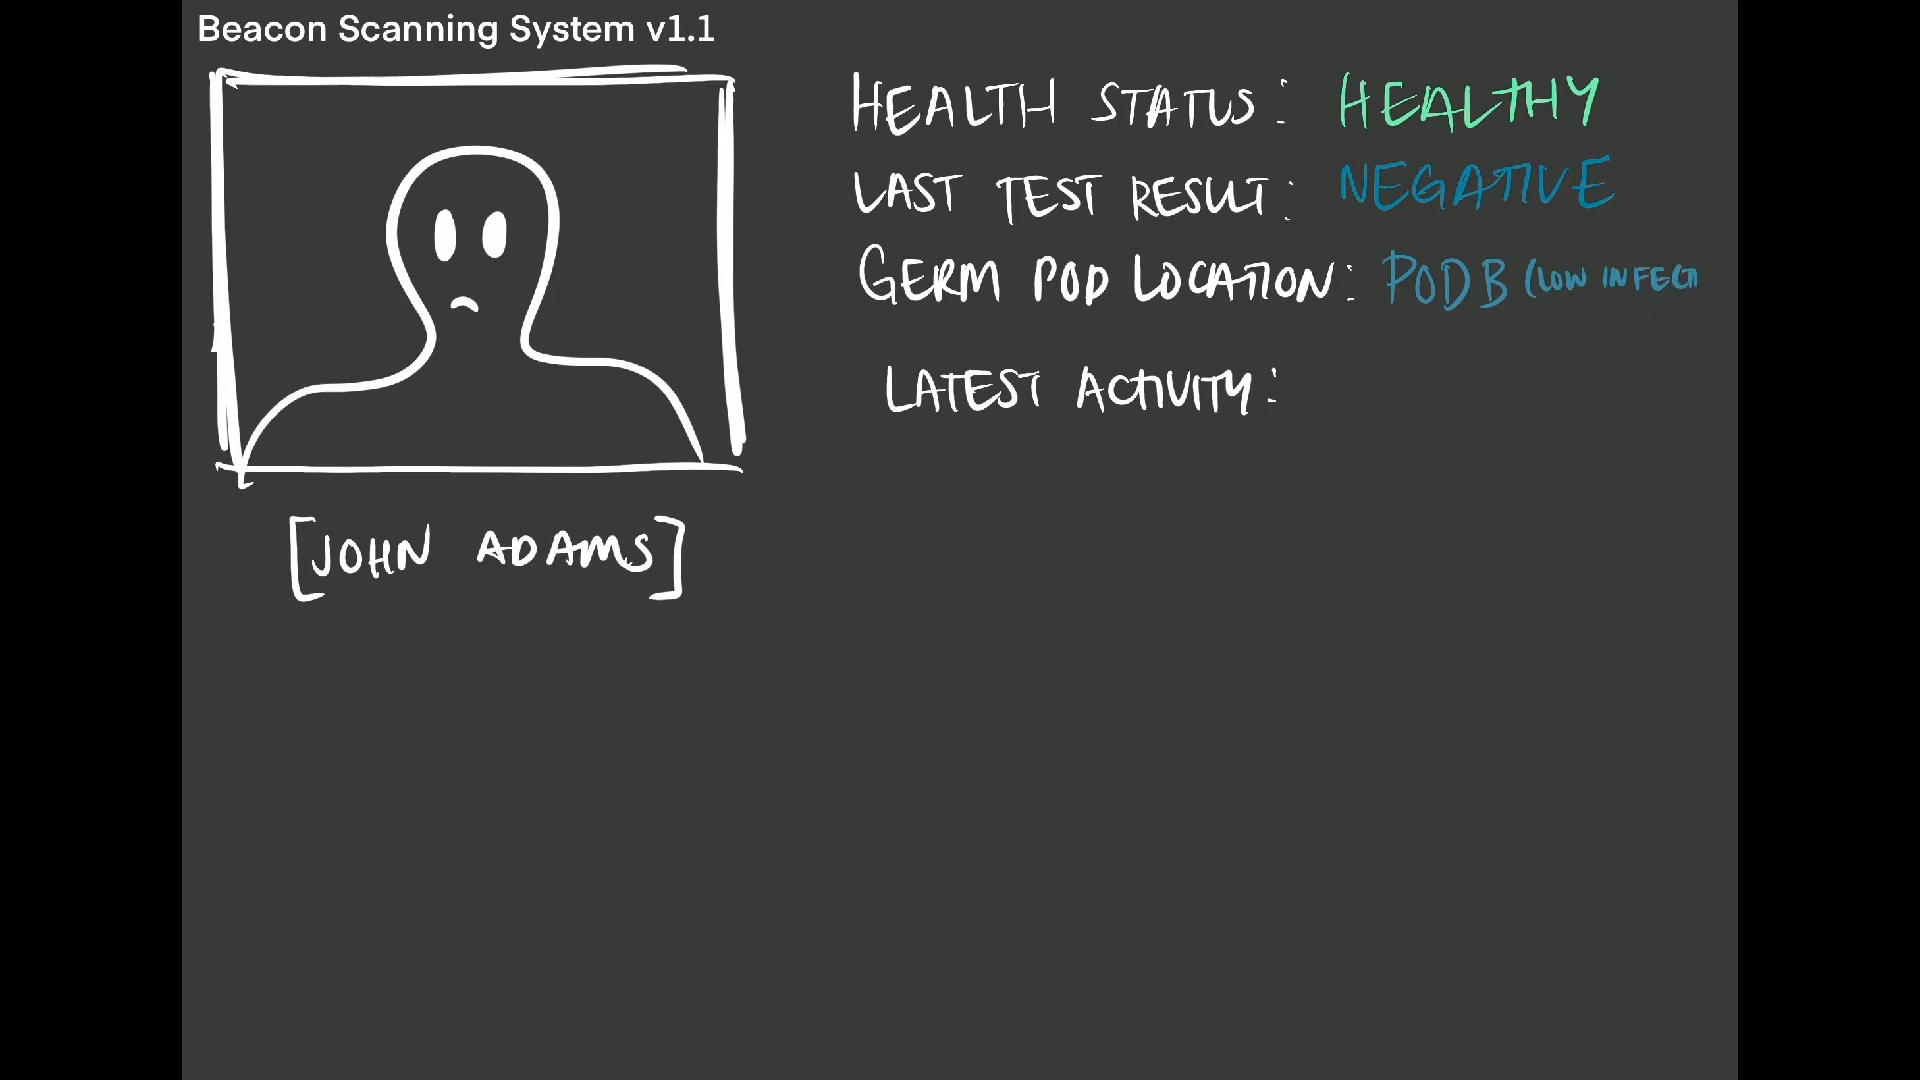 Beacon Scanning System v1.1
HEALTH STATUS: HEALTHY
LAST TEST RESULT: NEGATIVE
GERM POD LOCATION: POD B (LOW INFECTI
LATEST ACTIVITY:
[JOHN ADAMS]